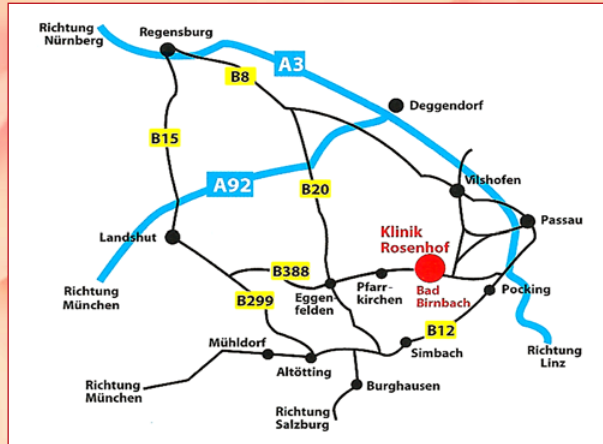 Richtung
Nürnberg
Regensburg
A3
B8
Deggendorf
B15
A92
B20
Vilshofen
Passau
Klinik
Rosenhof
Landshut
B388
Bad
Birnbach
Pfarr-
kirchen
Eggen-
felden
Pocking
Richtung
München
B299
B12
Simbach
Richtung
Linz
Mühldorf
Altötting
Richtung
München
Burghausen
Richtung
Salzburg